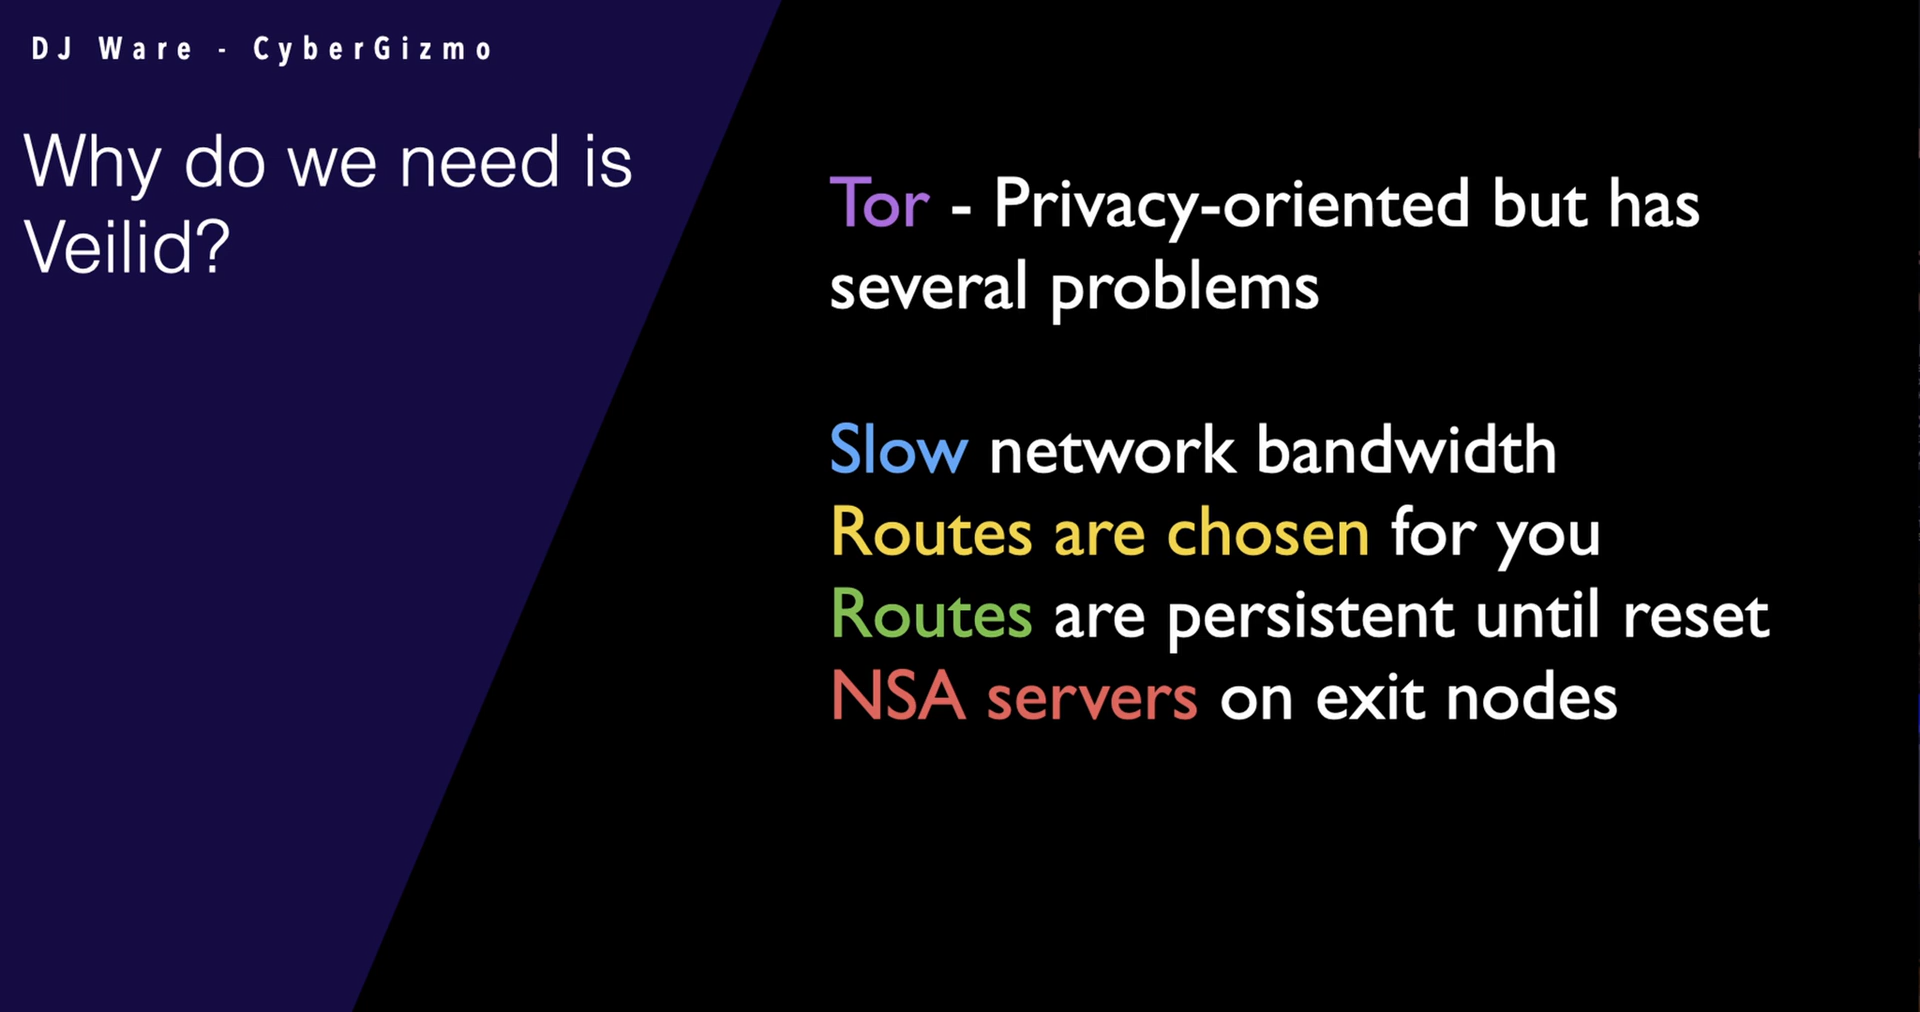 DJ Ware - CyberGizmo
Why do we need is
Veilid?
Tor - Privacy-oriented but has
several problems
Slow network bandwidth
Routes are chosen for you
Routes are persistent until reset
NSA servers on exit nodes